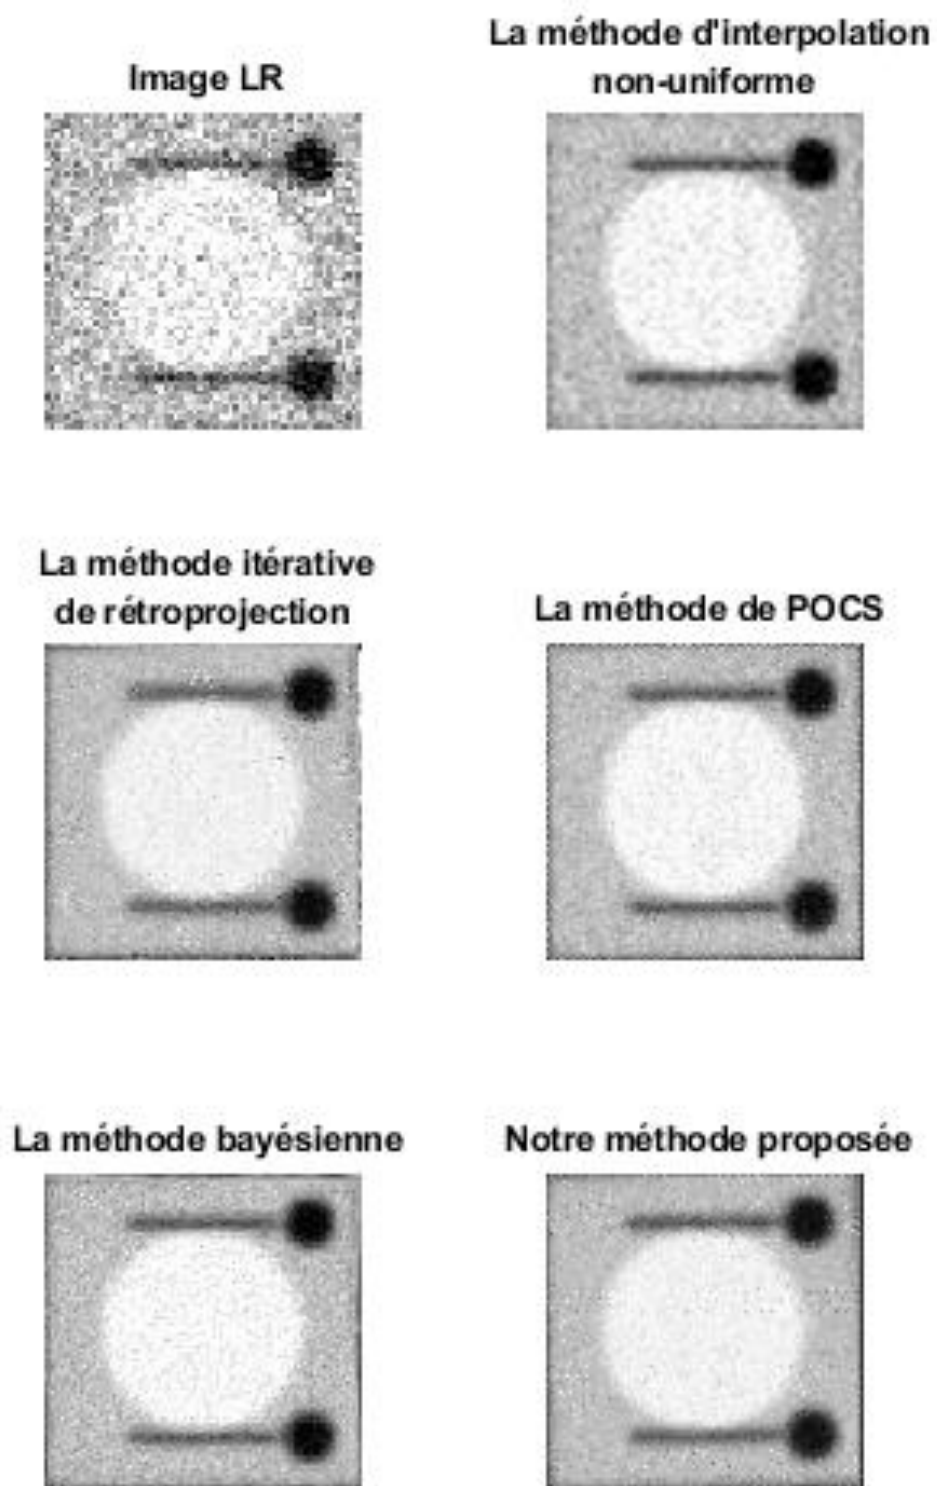 Image LR
La méthode d'interpolation
non-uniforme
La méthode itérative
de rétroprojection
La méthode de POCS
La méthode bayésienne
Notre méthode proposée